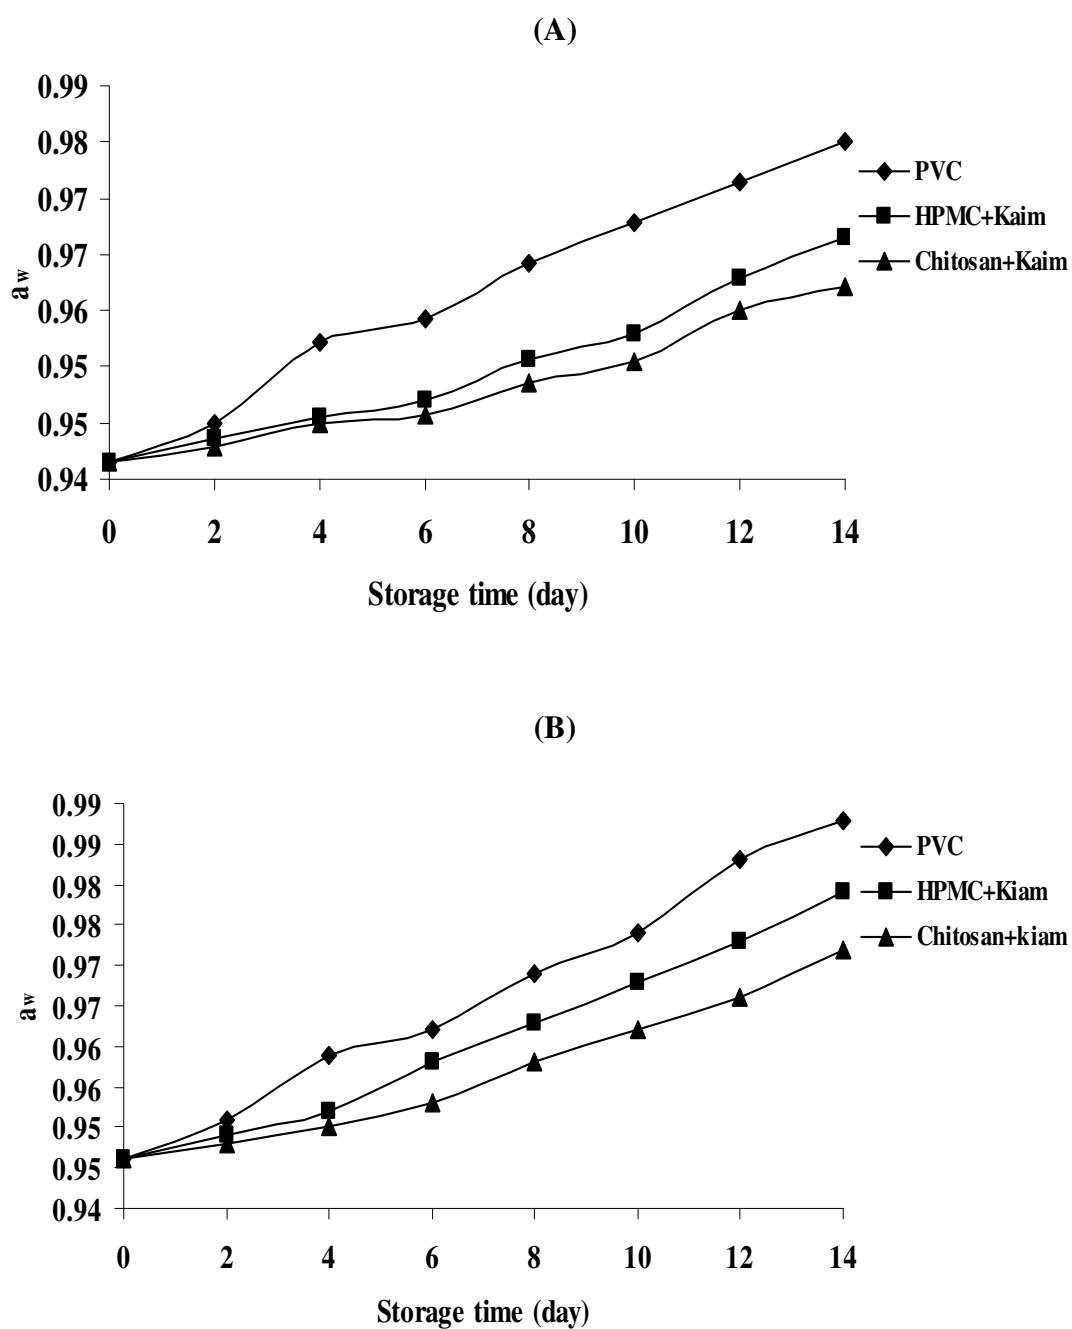 (A)
0.99
0.98
0.97
0.97
0.96
0.95
0.95
0.94
aw
0 2 4 6 8 10 12 14
Storage time (day)
PVC
HPMC+Kaim
Chitosan+Kaim
(B)
0.99
0.99
0.98
0.98
0.97
0.97
0.96
0.96
0.95
0.95
0.94
aw
0 2 4 6 8 10 12 14
Storage time (day)
PVC
HPMC+Kiam
Chitosan+kiam